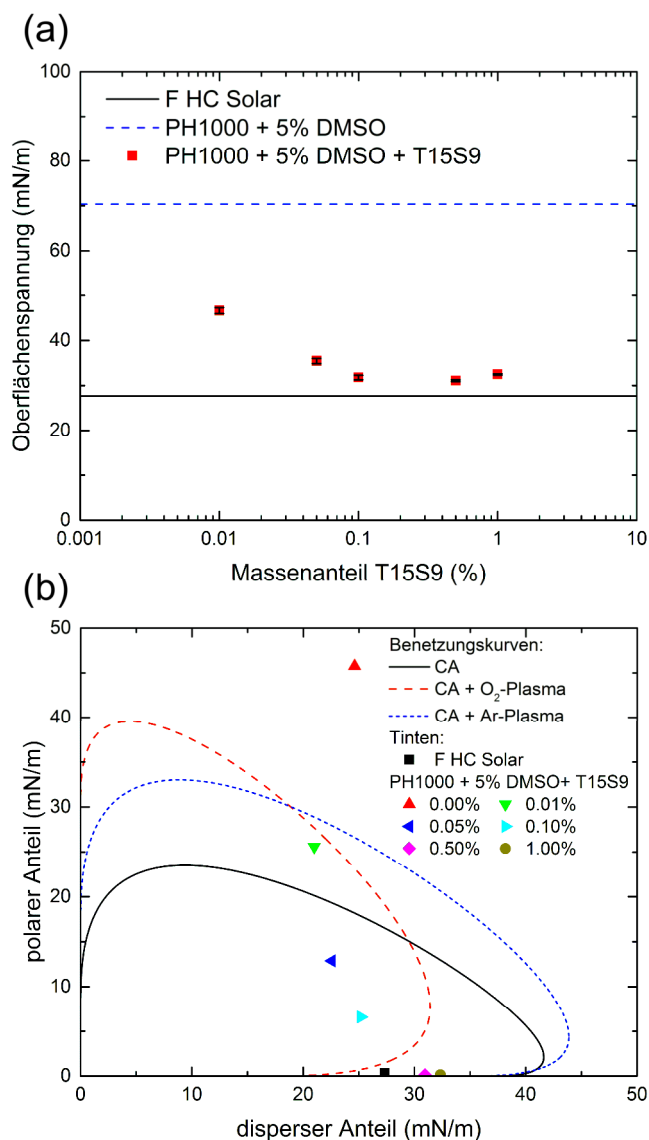 (a)
100
80
60
40
20
0
Oberflächenspannung (mN/m)
F HC Solar
PH1000 + 5% DMSO
PH1000 + 5% DMSO + T15S9
0.001 0.01 0.1 1 10
Massenanteil T15S9 (%)
(b)
50
40
30
20
10
0
polarer Anteil (mN/m)
Benetzungskurven:
CA
CA + O₂-Plasma
CA + Ar-Plasma
Tinten:
F HC Solar
PH1000 + 5% DMSO+ T15S9
0.00% 0.01%
0.05% 0.10%
0.50% 1.00%
0 10 20 30 40 50
disperser Anteil (mN/m)